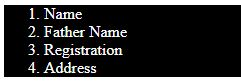 1. Name
2. Father Name
3. Registration
4. Address